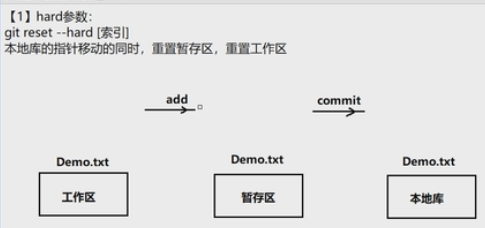 【1】hard参数：
git reset --hard [索引]
本地库的指针移动的同时，重置暂存区，重置工作区
add
commit
Demo.txt
Demo.txt
Demo.txt
工作区
暂存区
本地库